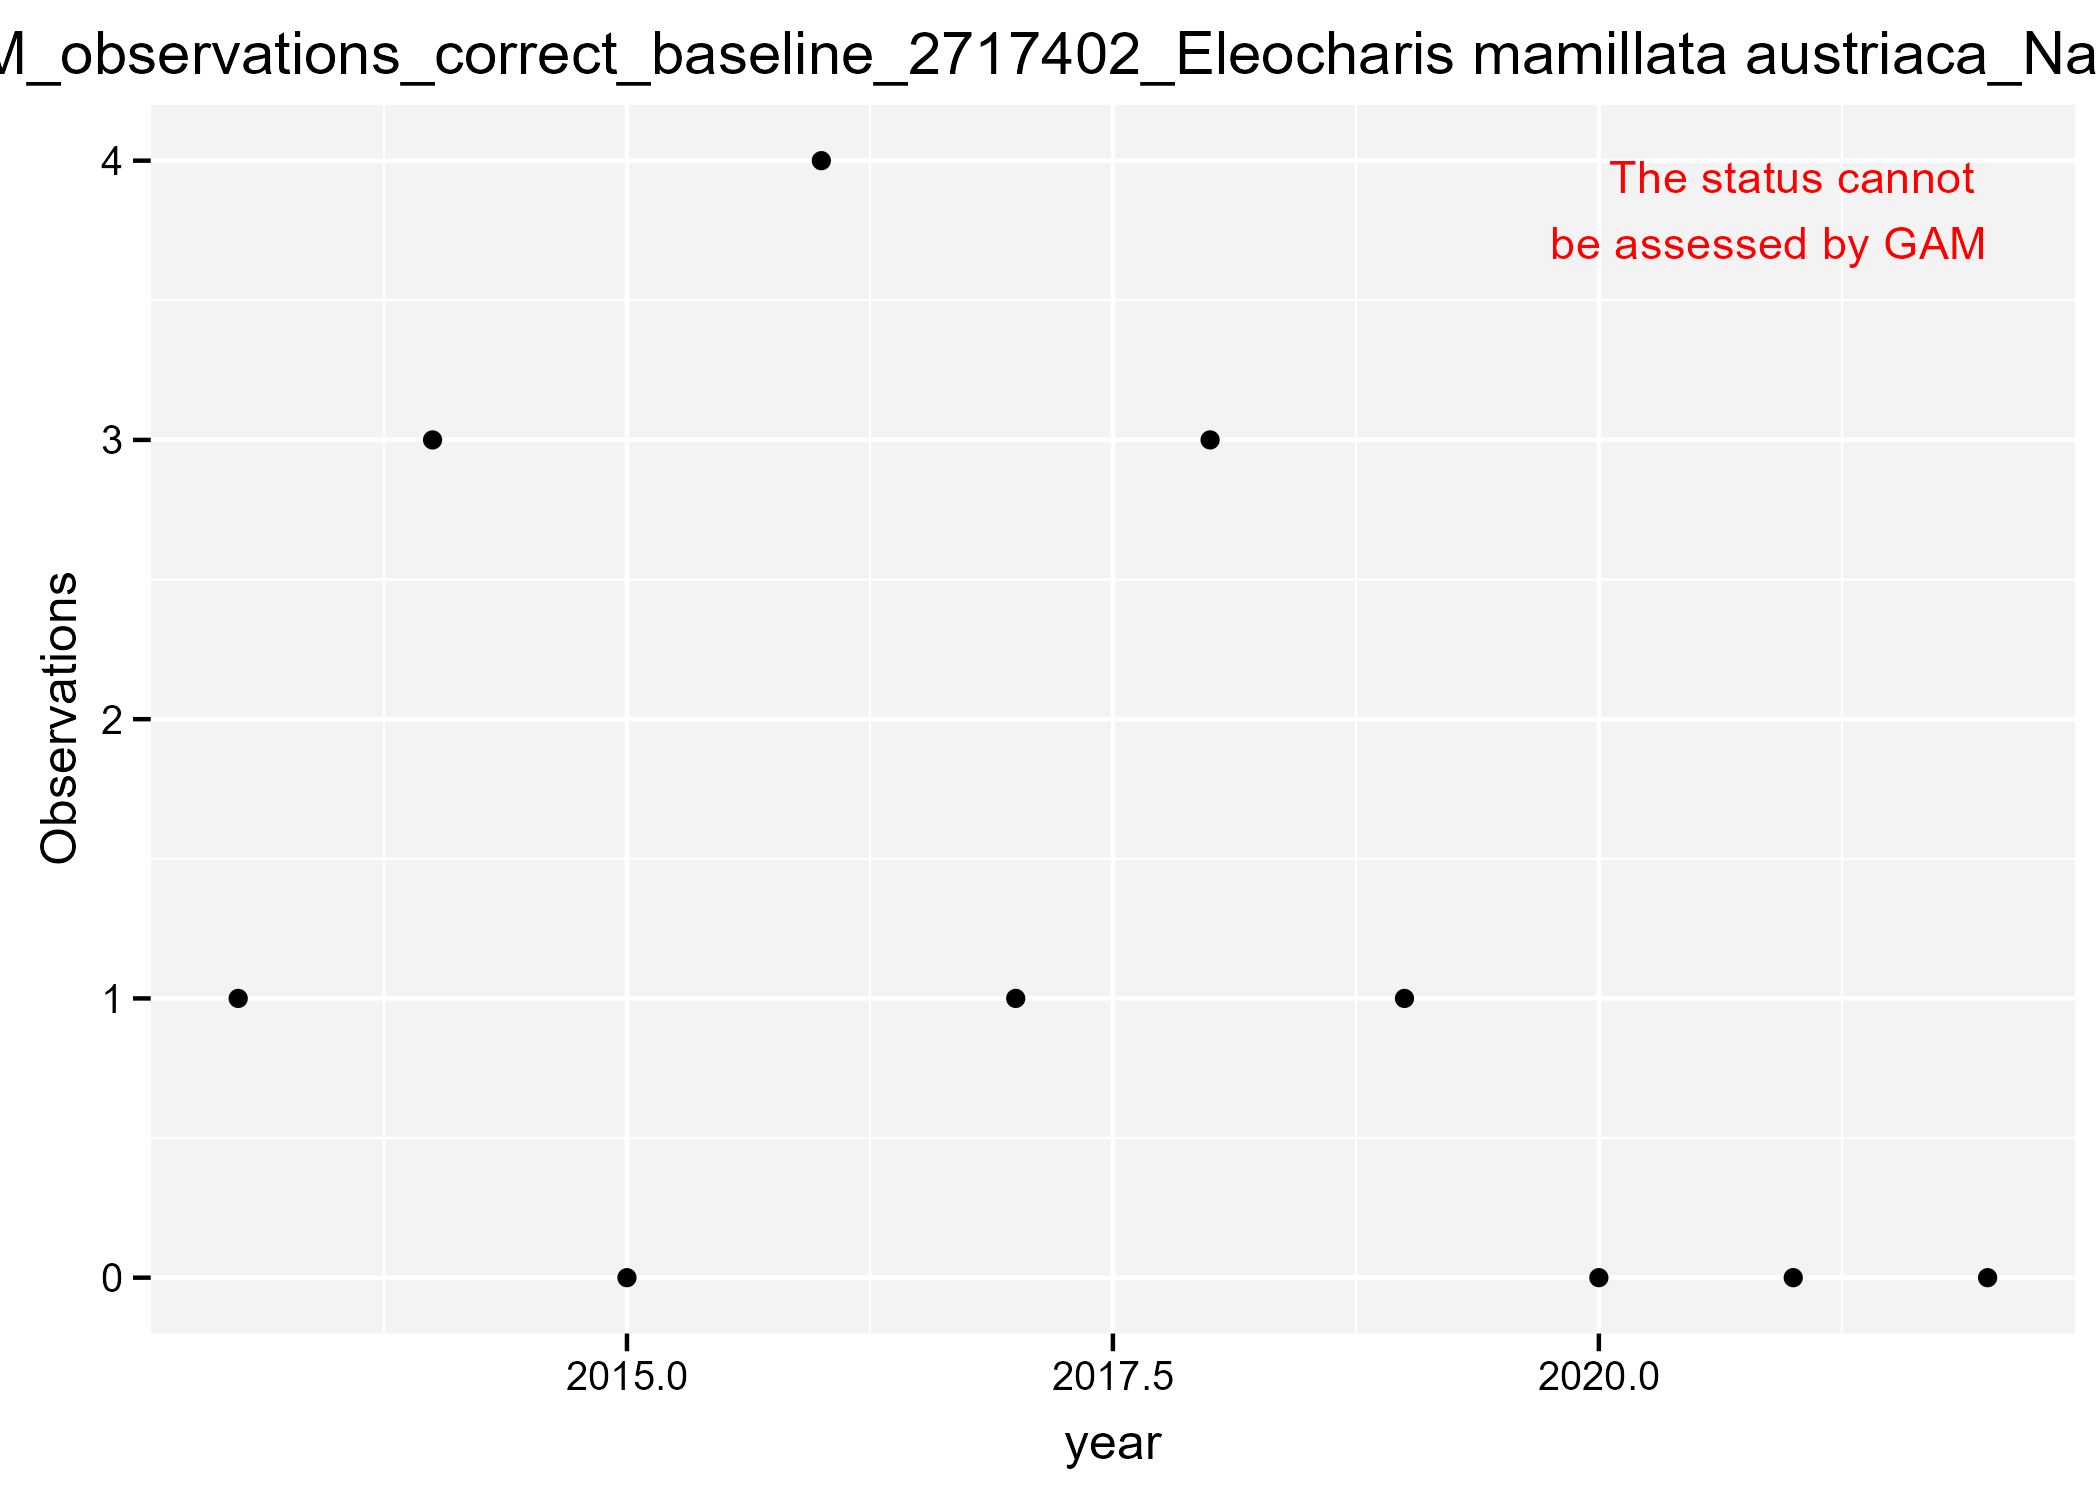 M_observations_correct_baseline_2717402_Eleocharis mamillata austriaca_Na
The status cannot
be assessed by GAM
4
3
2
1
0
Observations
2015.0
2017.5
2020.0
year